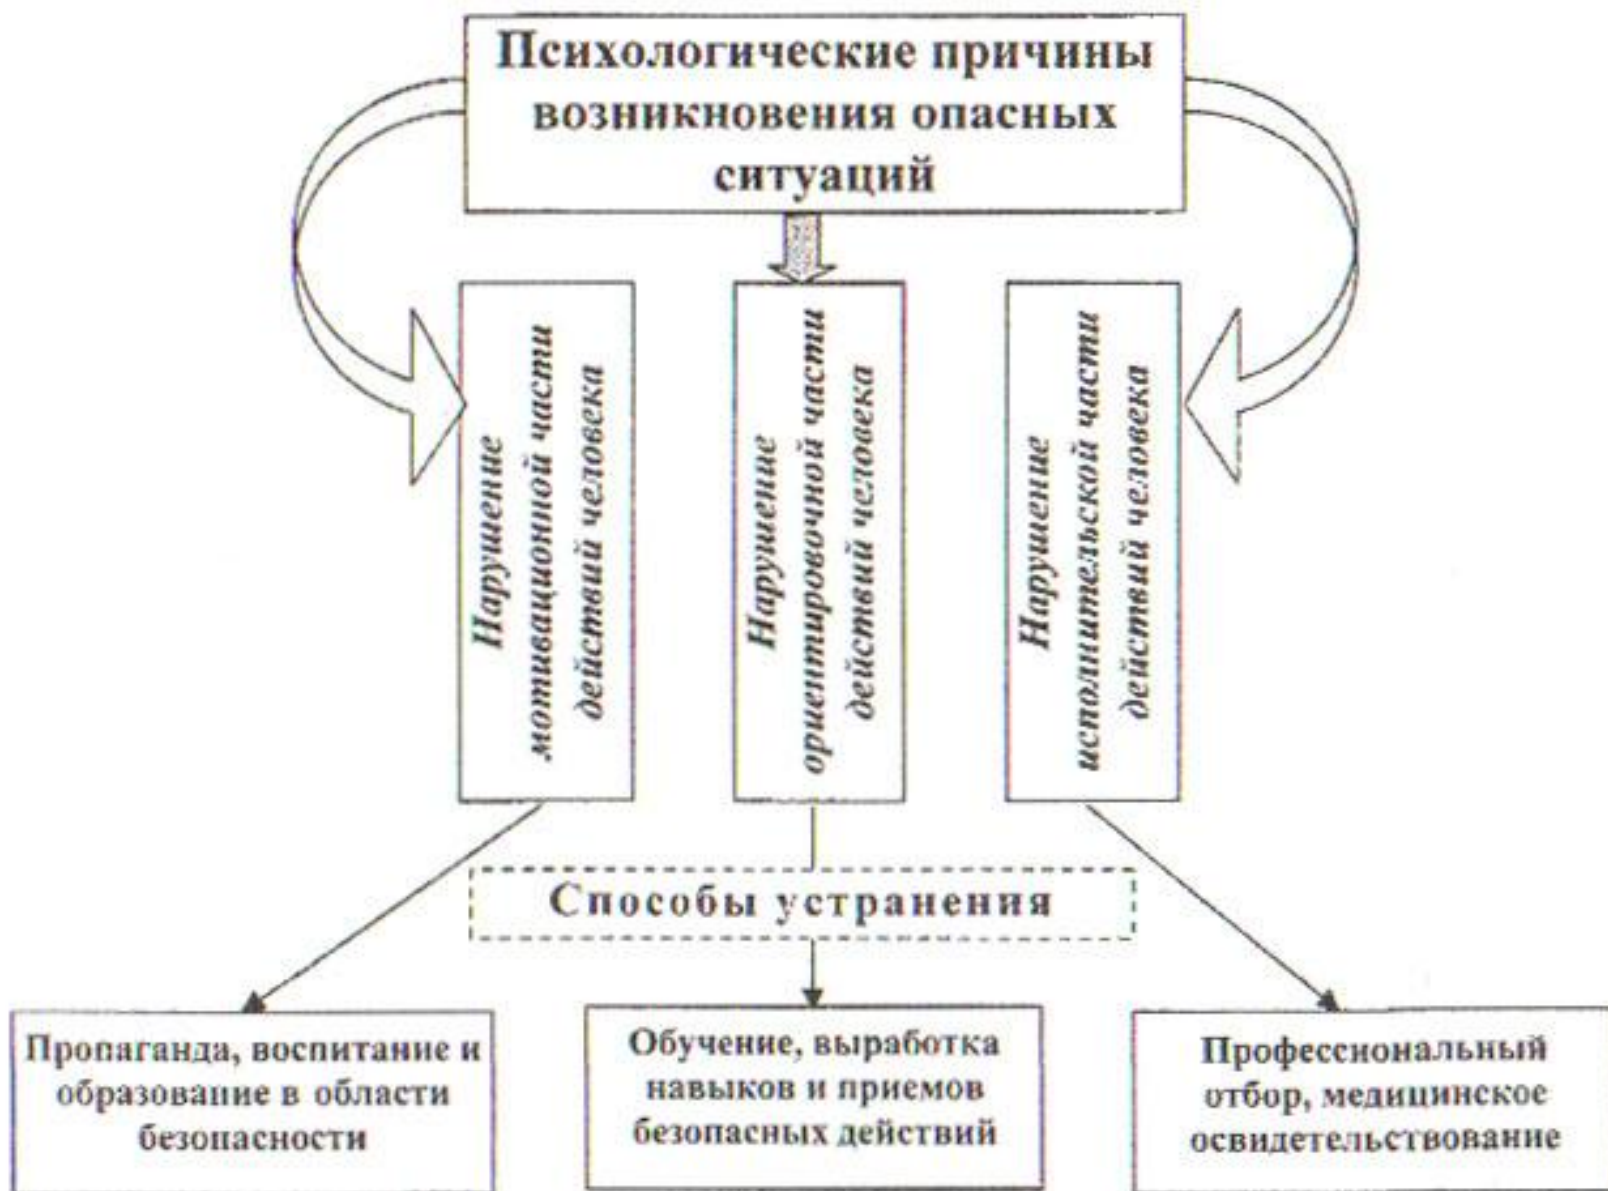 Психологические причины
возникновения опасных
ситуаций
Нарушение
мотивационной части
действий человека
Нарушение
ориентировочной части
действий человека
Нарушение
исполнительской части
действий человека
Способы устранения
Пропаганда, воспитание и
образование в области
безопасности
Обучение, выработка
навыков и приемов
безопасных действий
Профессиональный
отбор, медицинское
освидетельствование